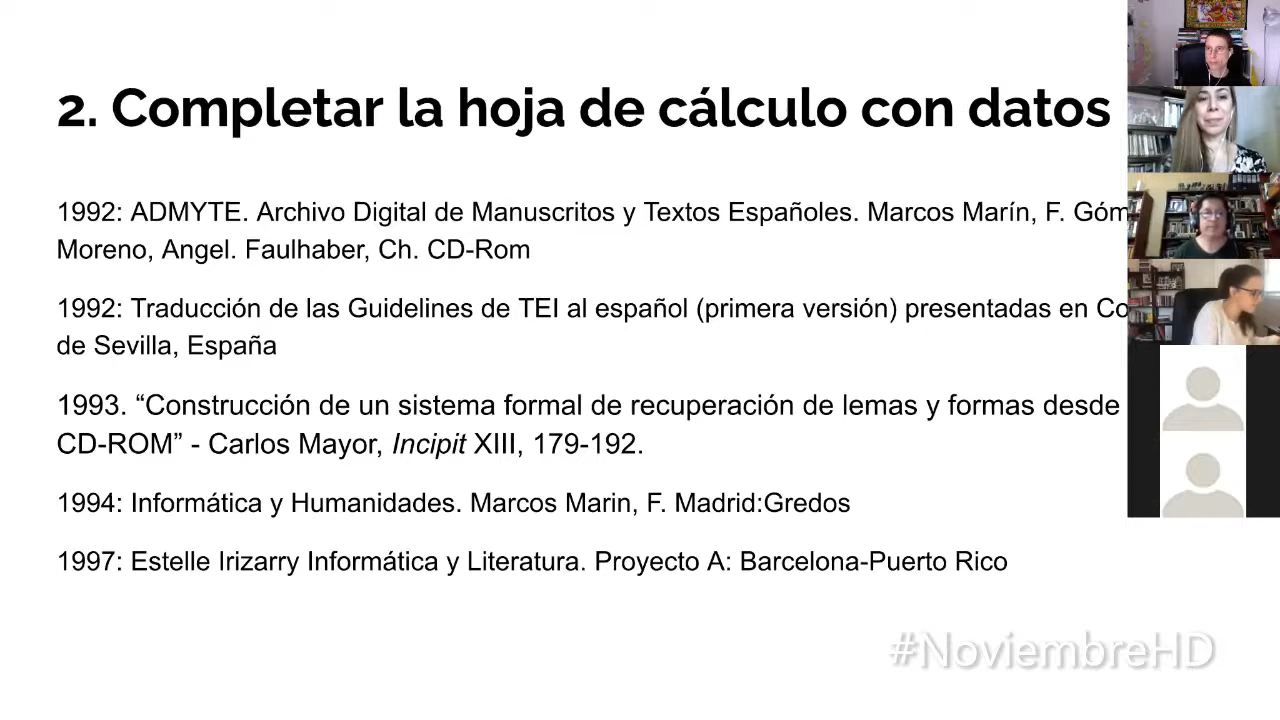 2. Completar la hoja de cálculo con datos
1992: ADMYTE. Archivo Digital de Manuscritos y Textos Españoles. Marcos Marín, F.
Moreno, Angel. Faulhaber, Ch. CD-Rom
1992: Traducción de las Guidelines de TEI al español (primera versión) presentadas en
de Sevilla, España
1993. “Construcción de un sistema formal de recuperación de lemas y formas desde
CD-ROM” - Carlos Mayor, Incipit XIII, 179-192.
1994: Informática y Humanidades. Marcos Marin, F. Madrid:Gredos
1997: Estelle Irizarry Informática y Literatura. Proyecto A: Barcelona-Puerto Rico
#NoviembreHD